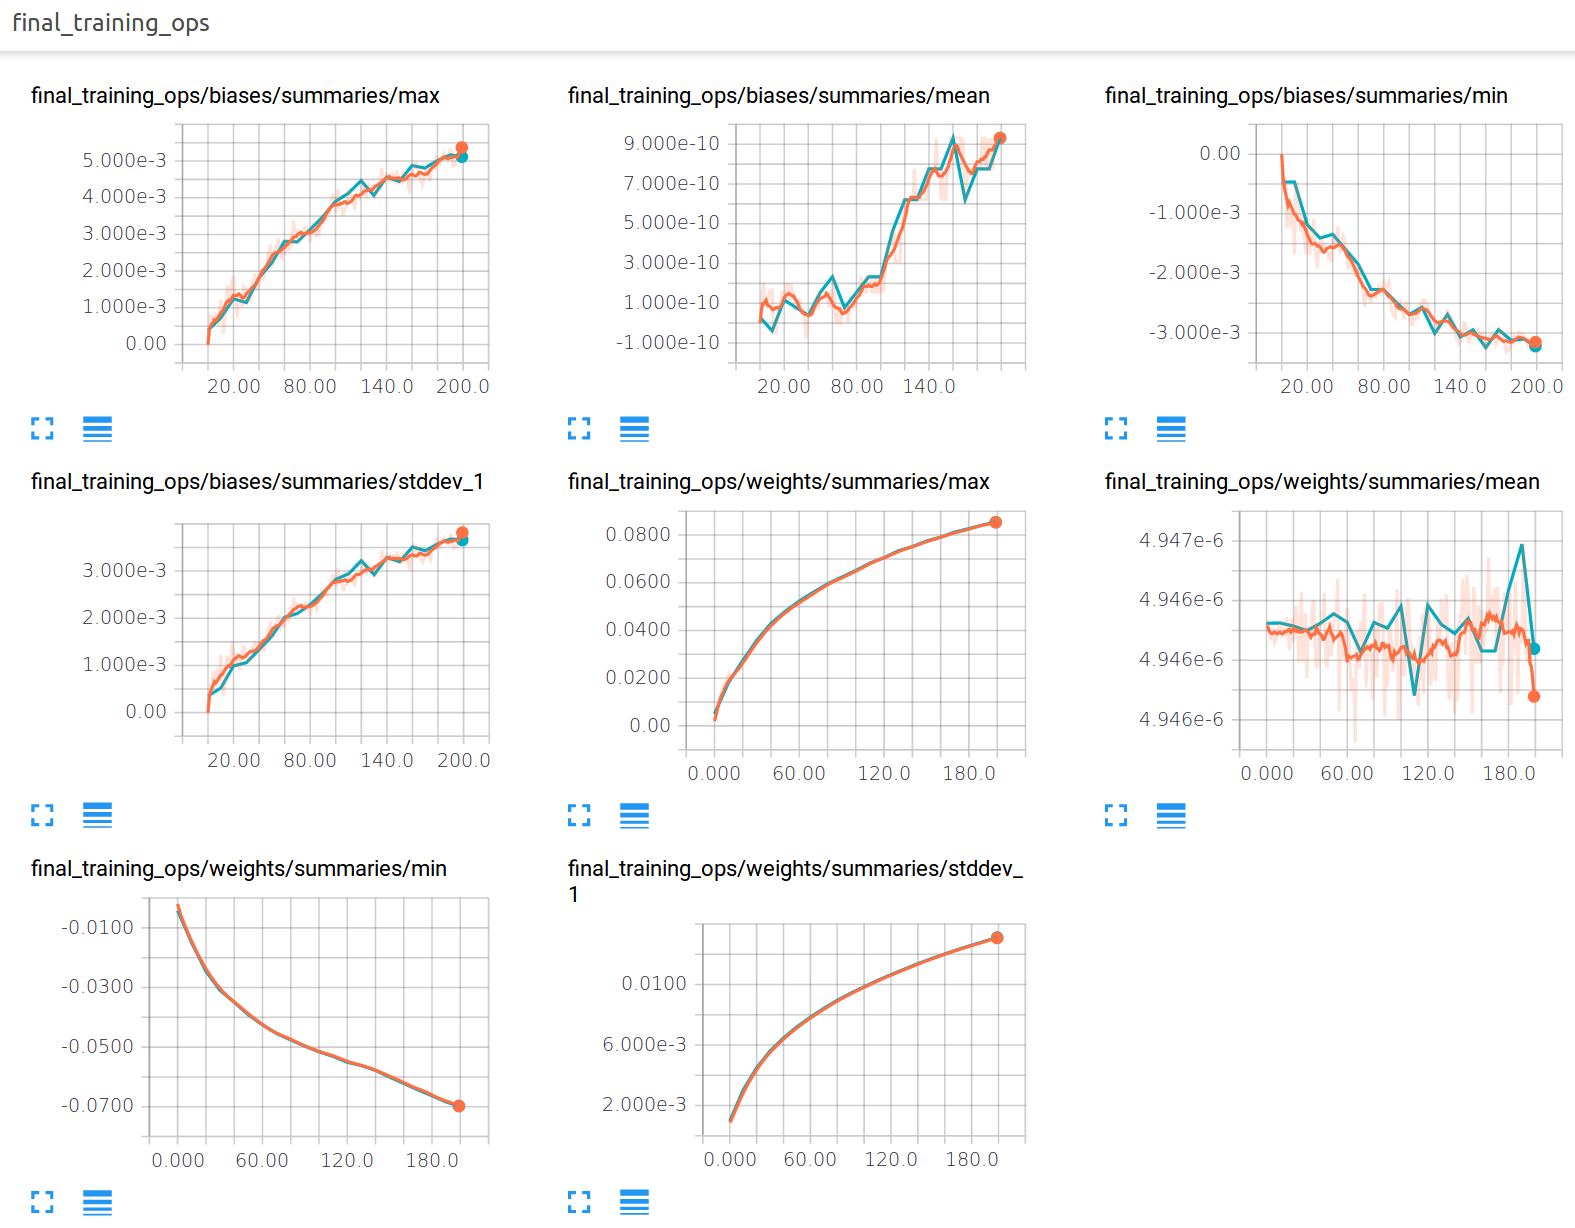 final_training_ops
final_training_ops/biases/summaries/max
5.000e-3
4.000e-3
3.000e-3
2.000e-3
1.000e-3
0.00
20.00 80.00 140.0 200.0
final_training_ops/biases/summaries/mean
9.000e-10
7.000e-10
5.000e-10
3.000e-10
1.000e-10
-1.000e-10
20.00 80.00 140.0
final_training_ops/biases/summaries/min
0.00
-1.000e-3
-2.000e-3
-3.000e-3
20.00 80.00 140.0 200.0
final_training_ops/biases/summaries/stddev_1
3.000e-3
2.000e-3
1.000e-3
0.00
20.00 80.00 140.0 200.0
final_training_ops/weights/summaries/max
0.0800
0.0600
0.0400
0.0200
0.00
0.000 60.00 120.0 180.0
final_training_ops/weights/summaries/mean
4.947e-6
4.946e-6
4.946e-6
4.946e-6
0.000 60.00 120.0 180.0
final_training_ops/weights/summaries/min
-0.0100
-0.0300
-0.0500
-0.0700
0.000 60.00 120.0 180.0
final_training_ops/weights/summaries/stddev_
1
0.0100
6.000e-3
2.000e-3
0.000 60.00 120.0 180.0